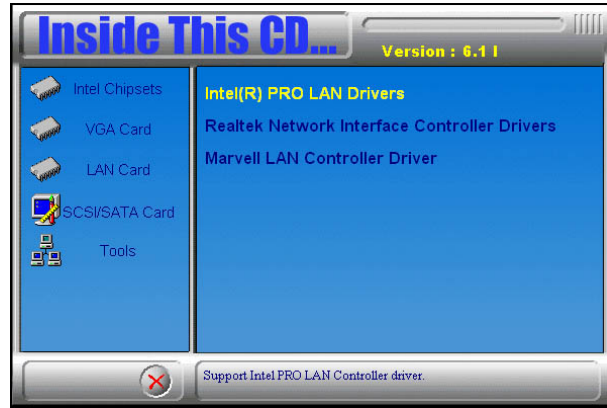 Inside This CD...
Version : 6.1 I
Intel Chipsets
VGA Card
LAN Card
SCSI/SATA Card
Tools
Intel(R) PRO LAN Drivers
Realtek Network Interface Controller Drivers
Marvell LAN Controller Driver
Support Intel PRO LAN Controller driver.